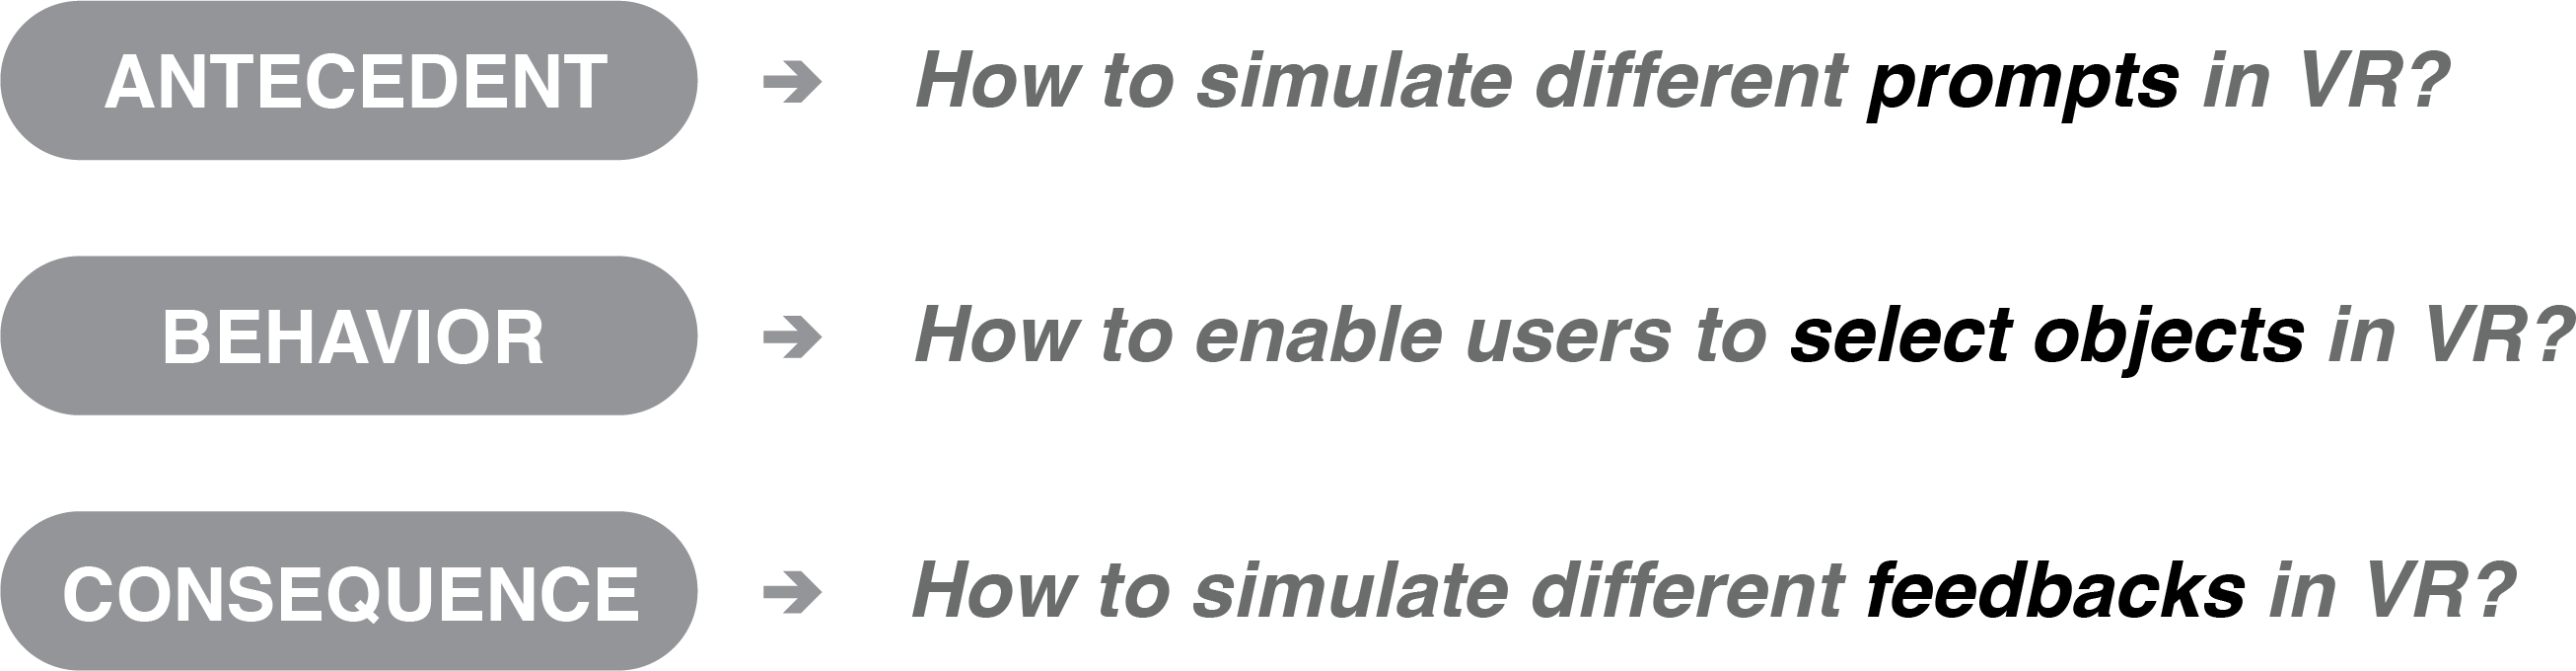 ANTECEDENT → How to simulate different prompts in VR?
BEHAVIOR → How to enable users to select objects in VR?
CONSEQUENCE → How to simulate different feedbacks in VR?